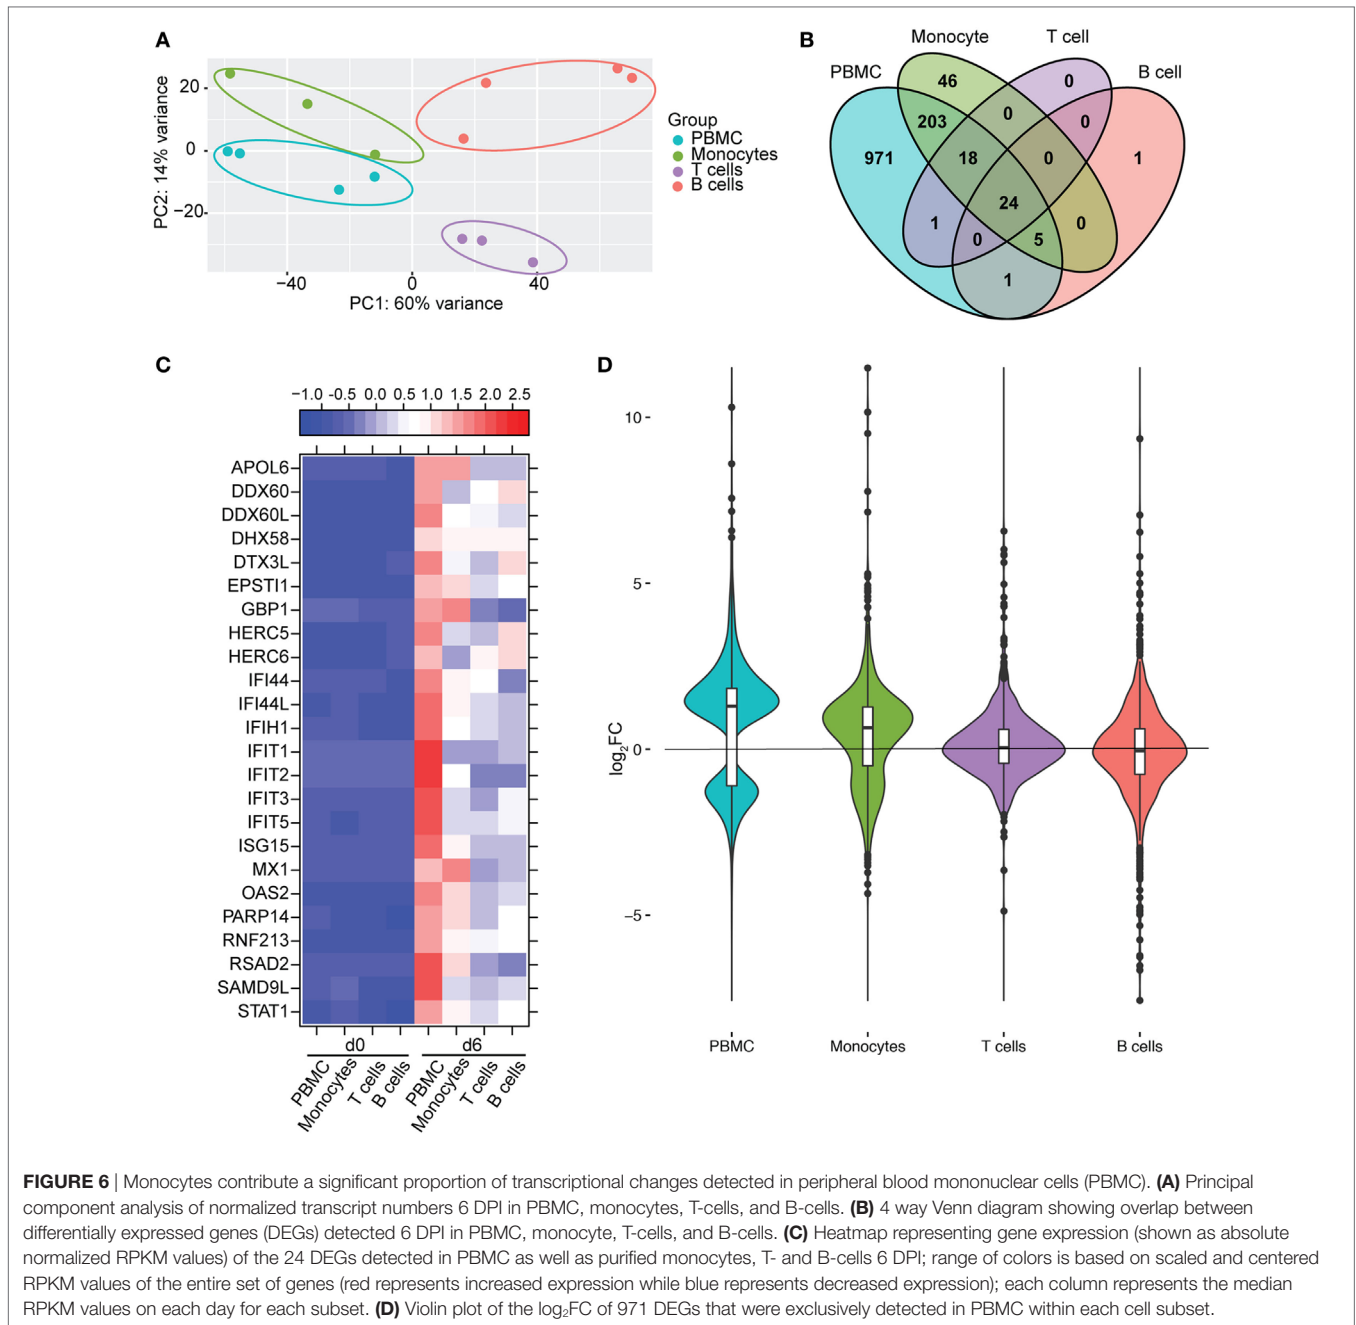 A
20
0
−20
PC2: 14% variance
−40
0
40
PC1: 60% variance
Group
PBMC
Monocytes
T cells
B cells
B
Monocyte
T cell
PBMC
B cell
46
0
203
0
0
971
18
0
1
24
1
0
5
0
1
C
−1.0 -0.5 0.0 0.5 1.0 1.5 2.0 2.5
APOL6
DDX60
DDX60L
DHX58
DTX3L
EPSTI1
GBP1
HERC5
HERC6
IFI44
IFI44L
IFIH1
IFIT1
IFIT2
IFIT3
IFIT5
ISG15
MX1
OAS2
PARP14
RNF213
RSAD2
SAMD9L
STAT1
d0
d6
PBMC
Monocytes
T cells
B cells
PBMC
Monocytes
T cells
B cells
D
10
5
0
−5
log₂FC
PBMC
Monocytes
T cells
B cells
FIGURE 6 | Monocytes contribute a significant proportion of transcriptional changes detected in peripheral blood mononuclear cells (PBMC). (A) Principal
component analysis of normalized transcript numbers 6 DPI in PBMC, monocytes, T-cells, and B-cells. (B) 4 way Venn diagram showing overlap between
differentially expressed genes (DEGs) detected 6 DPI in PBMC, monocyte, T-cells, and B-cells. (C) Heatmap representing gene expression (shown as absolute
normalized RPKM values) of the 24 DEGs detected in PBMC as well as purified monocytes, T- and B-cells 6 DPI; range of colors is based on scaled and centered
RPKM values of the entire set of genes (red represents increased expression while blue represents decreased expression); each column represents the median
RPKM values on each day for each subset. (D) Violin plot of the log₂FC of 971 DEGs that were exclusively detected in PBMC within each cell subset.